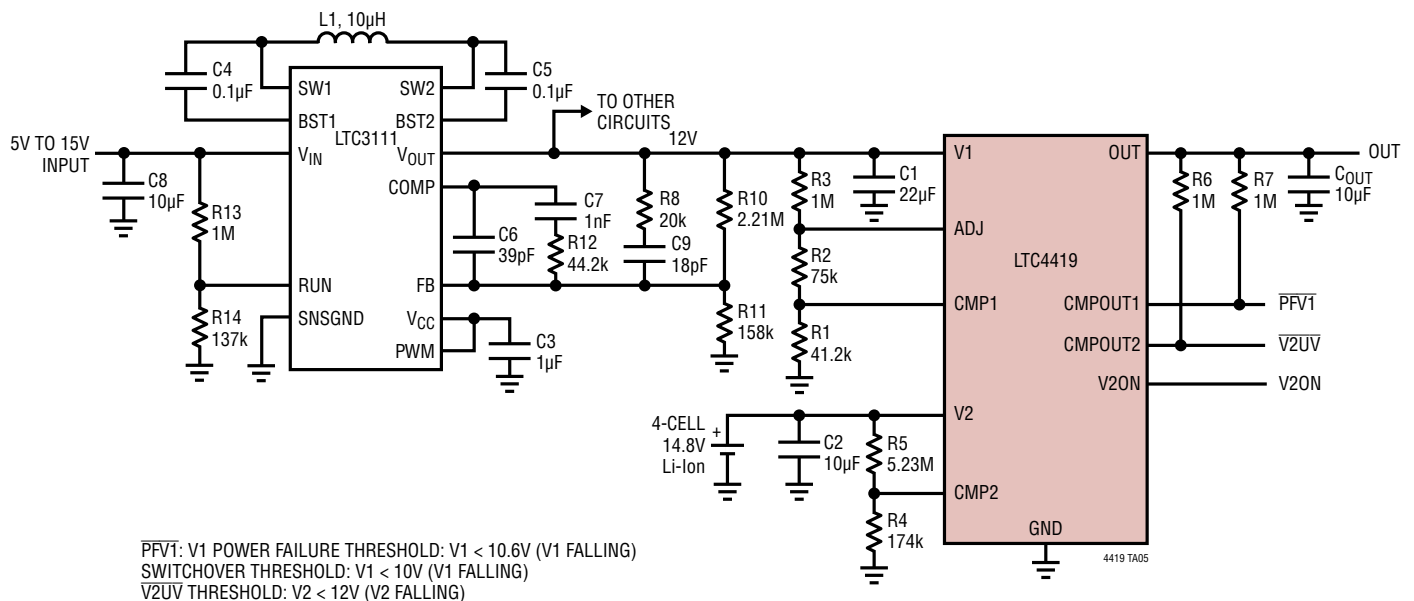 L1, 10µH
C4
0.1µF
SW1
SW2
C5
0.1µF
BST1
BST2
LTC3111
TO OTHER
CIRCUITS
5V TO 15V
INPUT
VIN
VOUT
12V
C8
10µF
R13
1M
COMP
C7
1nF
R12
44.2k
C6
39pF
R8
20k
C9
18pF
R10
2.21M
R3
1M
C1
22µF
V1
OUT
OUT
R6
1M
R7
1M
COUT
10µF
ADJ
LTC4419
R2
75k
RUN
FB
CMP1
CMPOUT1
PFV1
R14
137k
SNSGND
VCC
PWM
C3
1µF
R11
158k
R1
41.2k
CMPOUT2
V2UV
V2ON
V2ON
4-CELL
14.8V
Li-Ion
+
C2
10µF
R5
5.23M
V2
CMP2
R4
174k
GND
4419 TA05
PFV1: V1 POWER FAILURE THRESHOLD: V1 < 10.6V (V1 FALLING)
SWITCHOVER THRESHOLD: V1 < 10V (V1 FALLING)
V2UV THRESHOLD: V2 < 12V (V2 FALLING)